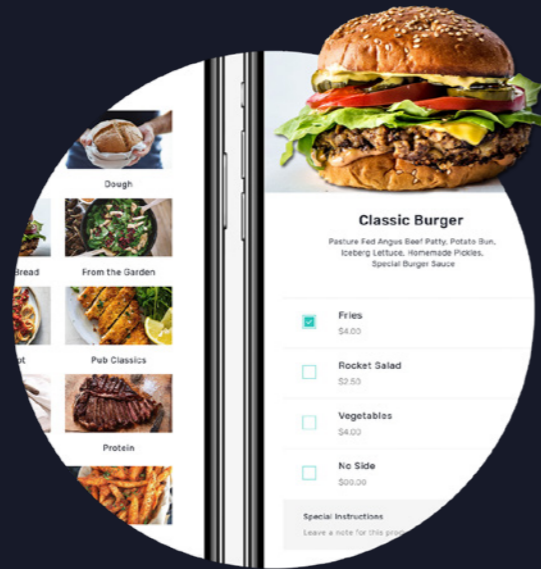 Dough
Bread
From the Garden
Pub Classics
Protein
Classic Burger
Pasture Fed Angus Beef Patty, Potato Bun,
Iceberg Lettuce, Homemade Pickles,
Special Burger Sauce
Fries
$4.00
Rocket Salad
$2.50
Vegetables
$4.00
No Side
$00.00
Special Instructions
Leave a note for this